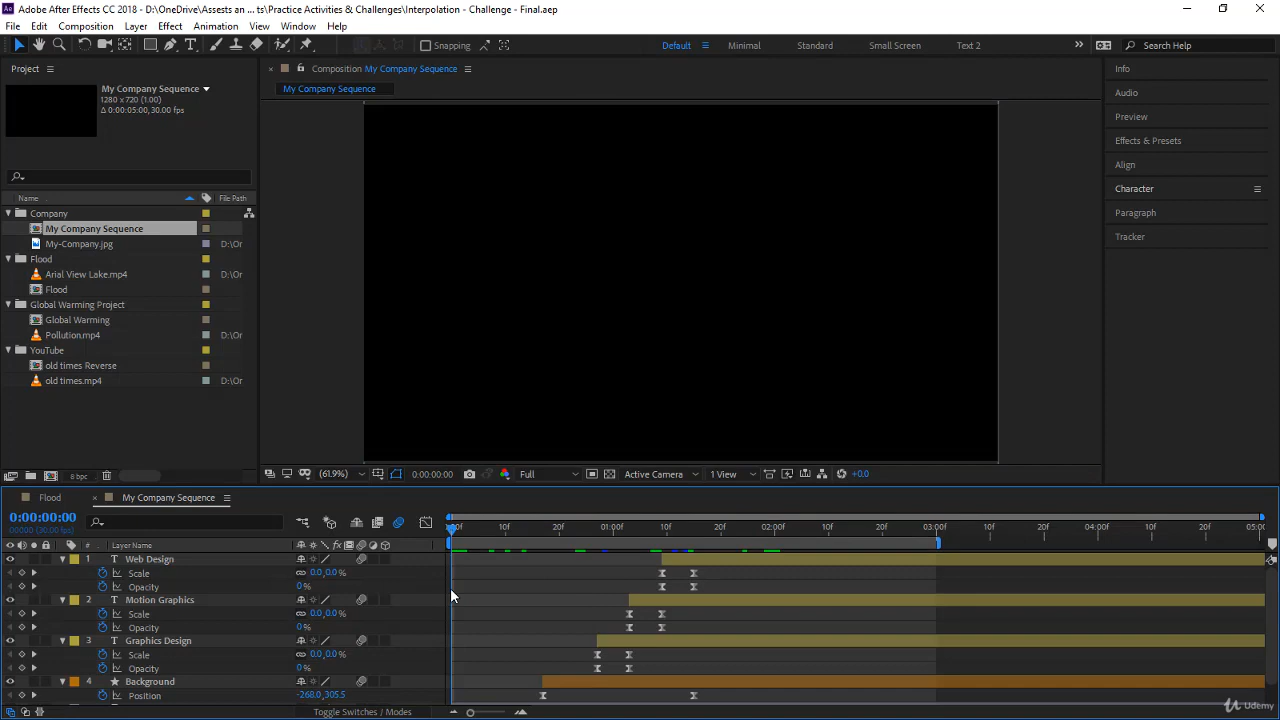 Adobe After Effects CC 2018 - D:\OneDrive\Assests an ... ts\Practice Activities & Challenges\Interpolation - Challenge - Final.aep
File Edit Composition Layer Effect Animation View Window Help
Snapping Default Minimal Standard Small Screen Text 2 Search Help
Project
Composition My Company Sequence
My Company Sequence
My Company Sequence
1280 x 720 (1.00)
Δ 0:00:05:00, 30.00 fps
Name File Path
Company
My Company Sequence
My-Company.jpg D:\Or
Flood
Arial View Lake.mp4 D:\Or
Flood
Global Warming Project
Global Warming
Pollution.mp4 D:\Or
YouTube
old times Reverse
old times.mp4 D:\Or
8 bpc
(61.9%) 0:00:00:00 Full Active Camera 1 View +0.0
Info
Audio
Preview
Effects & Presets
Align
Character
Paragraph
Tracker
Flood My Company Sequence
0:00:00:00
00000 (30.00 fps)
# Layer Name
:00f 10f 20f 01:00f 10f 20f 02:00f 10f 20f 03:00f 10f 20f 04:00f 10f 20f 05:0
1 T Web Design
Scale 0.0,0.0 %
Opacity 0 %
2 T Motion Graphics
Scale 0.0,0.0 %
Opacity 0 %
3 T Graphics Design
Scale 0.0,0.0 %
Opacity 0 %
4 Background
Position -268.0,305.5
Toggle Switches / Modes
Udemy